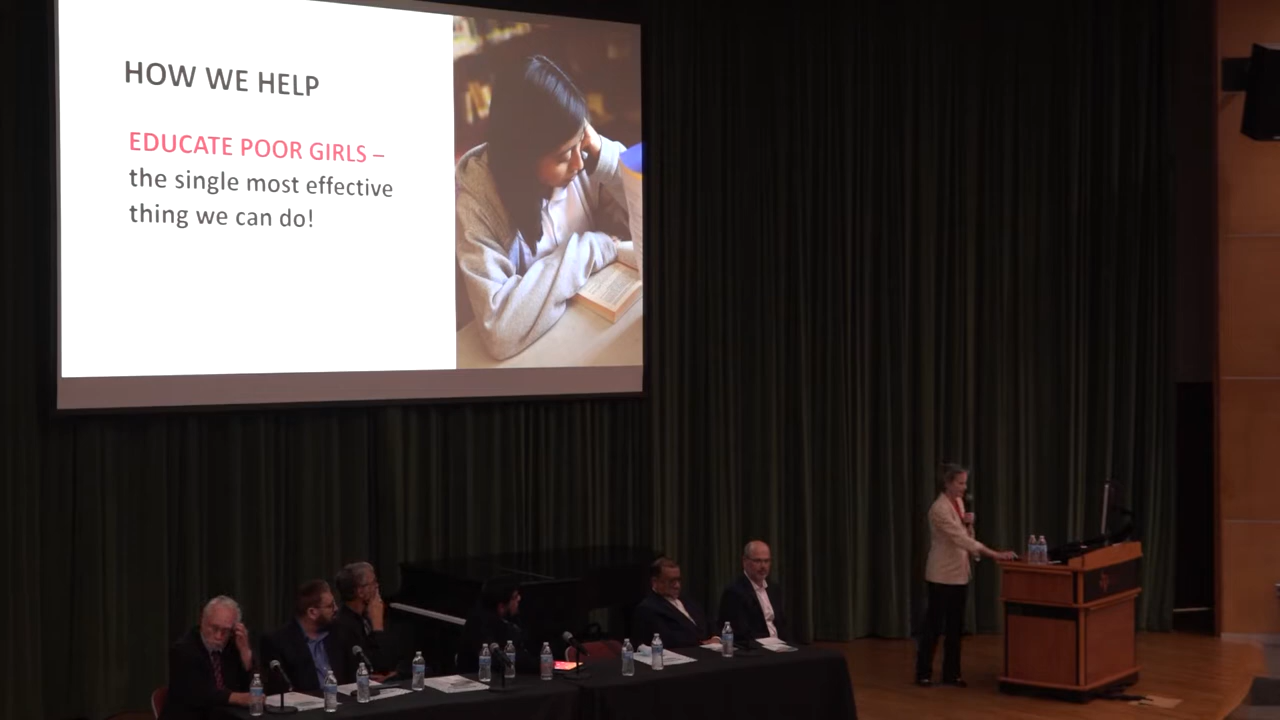 HOW WE HELP
EDUCATE POOR GIRLS –
the single most effective
thing we can do!